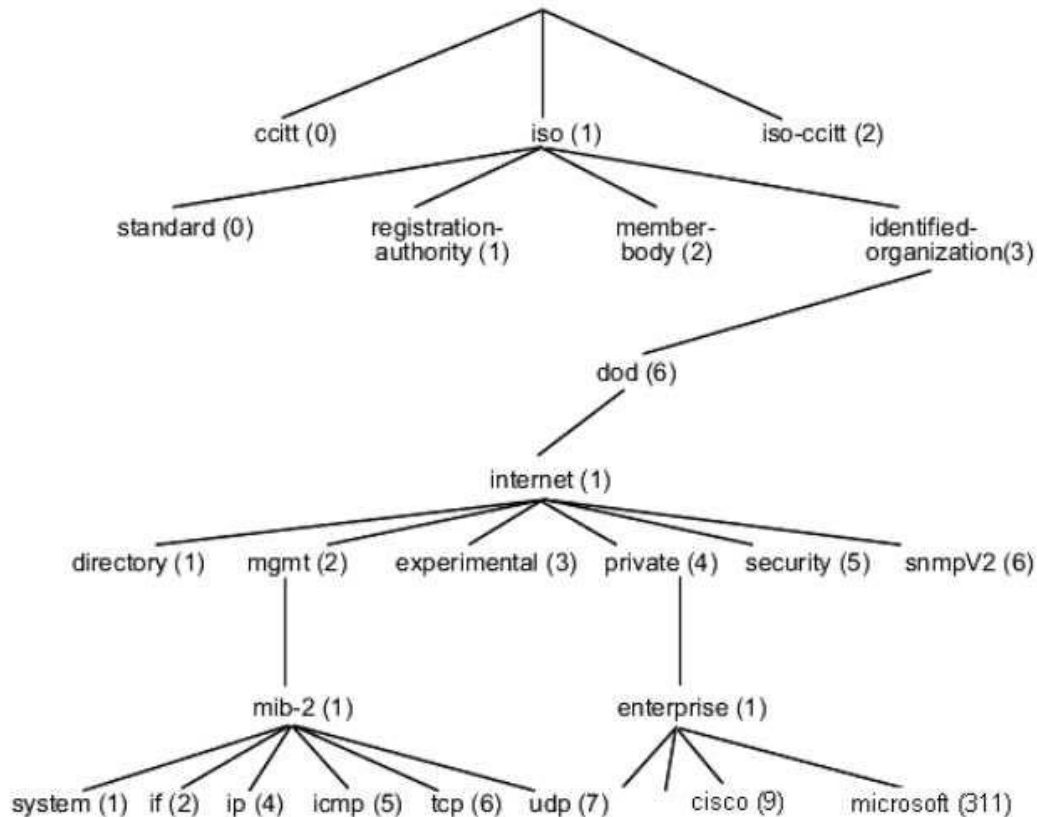 ccitt (0) iso (1) iso-ccitt (2)
standard (0) registration- member- identified-
authority (1) body (2) organization(3)
dod (6)
internet (1)
directory (1) mgmt (2) experimental (3) private (4) security (5) snmpV2 (6)
mib-2 (1) enterprise (1)
system (1) if (2) ip (4) icmp (5) tcp (6) udp (7) cisco (9) microsoft (311)